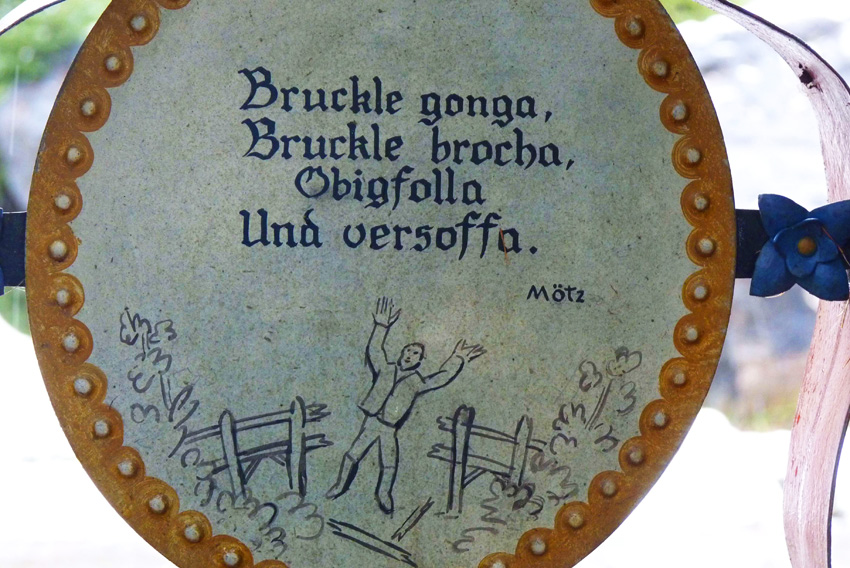 Bruckle gonga,
Bruckle brocha,
Obigfolla
Und versoffa.
Mötz